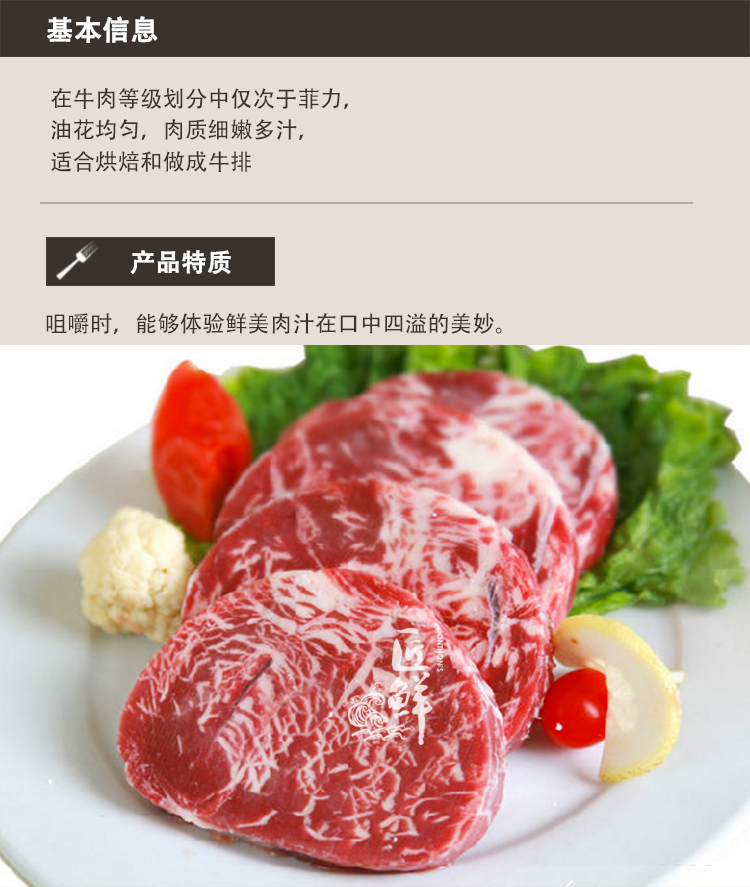 基本信息
在牛肉等级划分中仅次于菲力,
油花均匀, 肉质细嫩多汁,
适合烘焙和做成牛排
产品特质
咀嚼时, 能够体验鲜美肉汁在口中四溢的美妙。
匠鲜